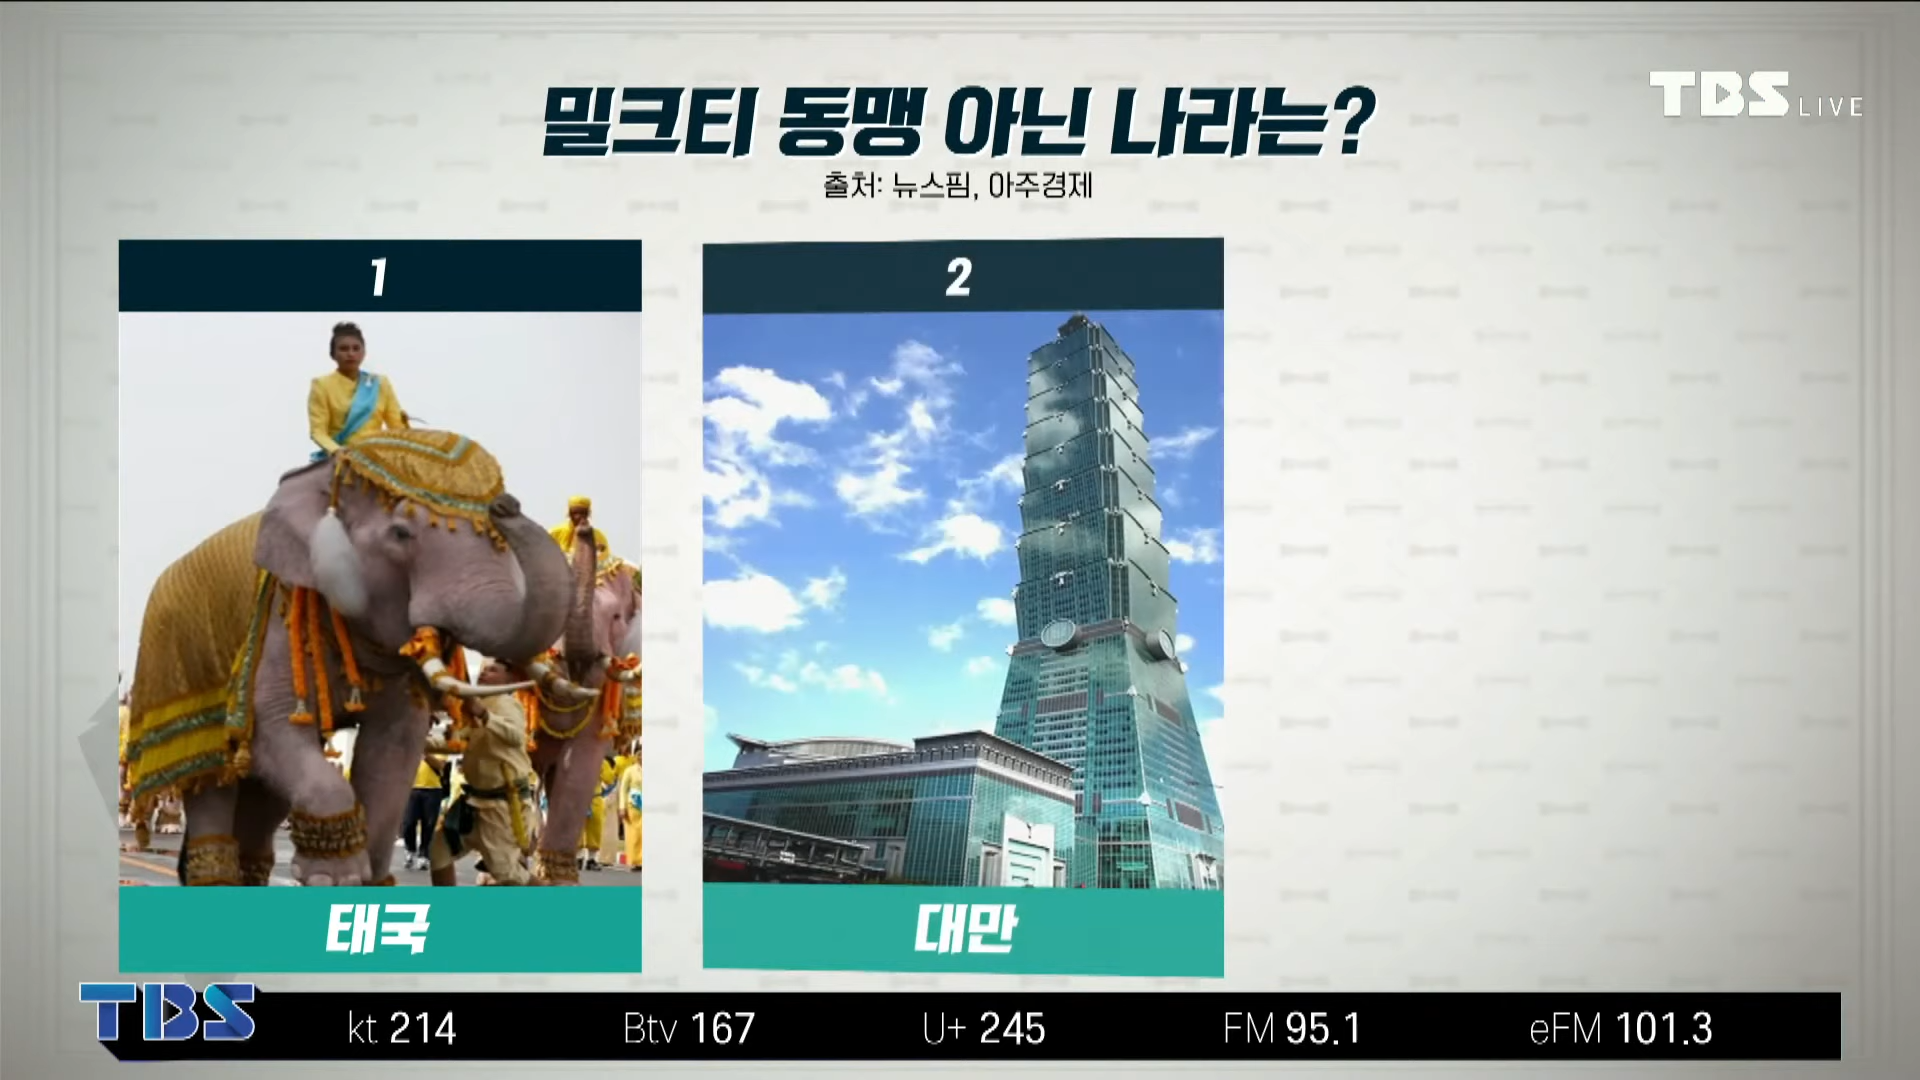 밀크티 동맹 아닌 나라는?
TBS LIVE
출처: 뉴스핌, 아주경제
1
2
태국
대만
TBS
kt 214
Btv 167
U+ 245
FM 95.1
eFM 101.3